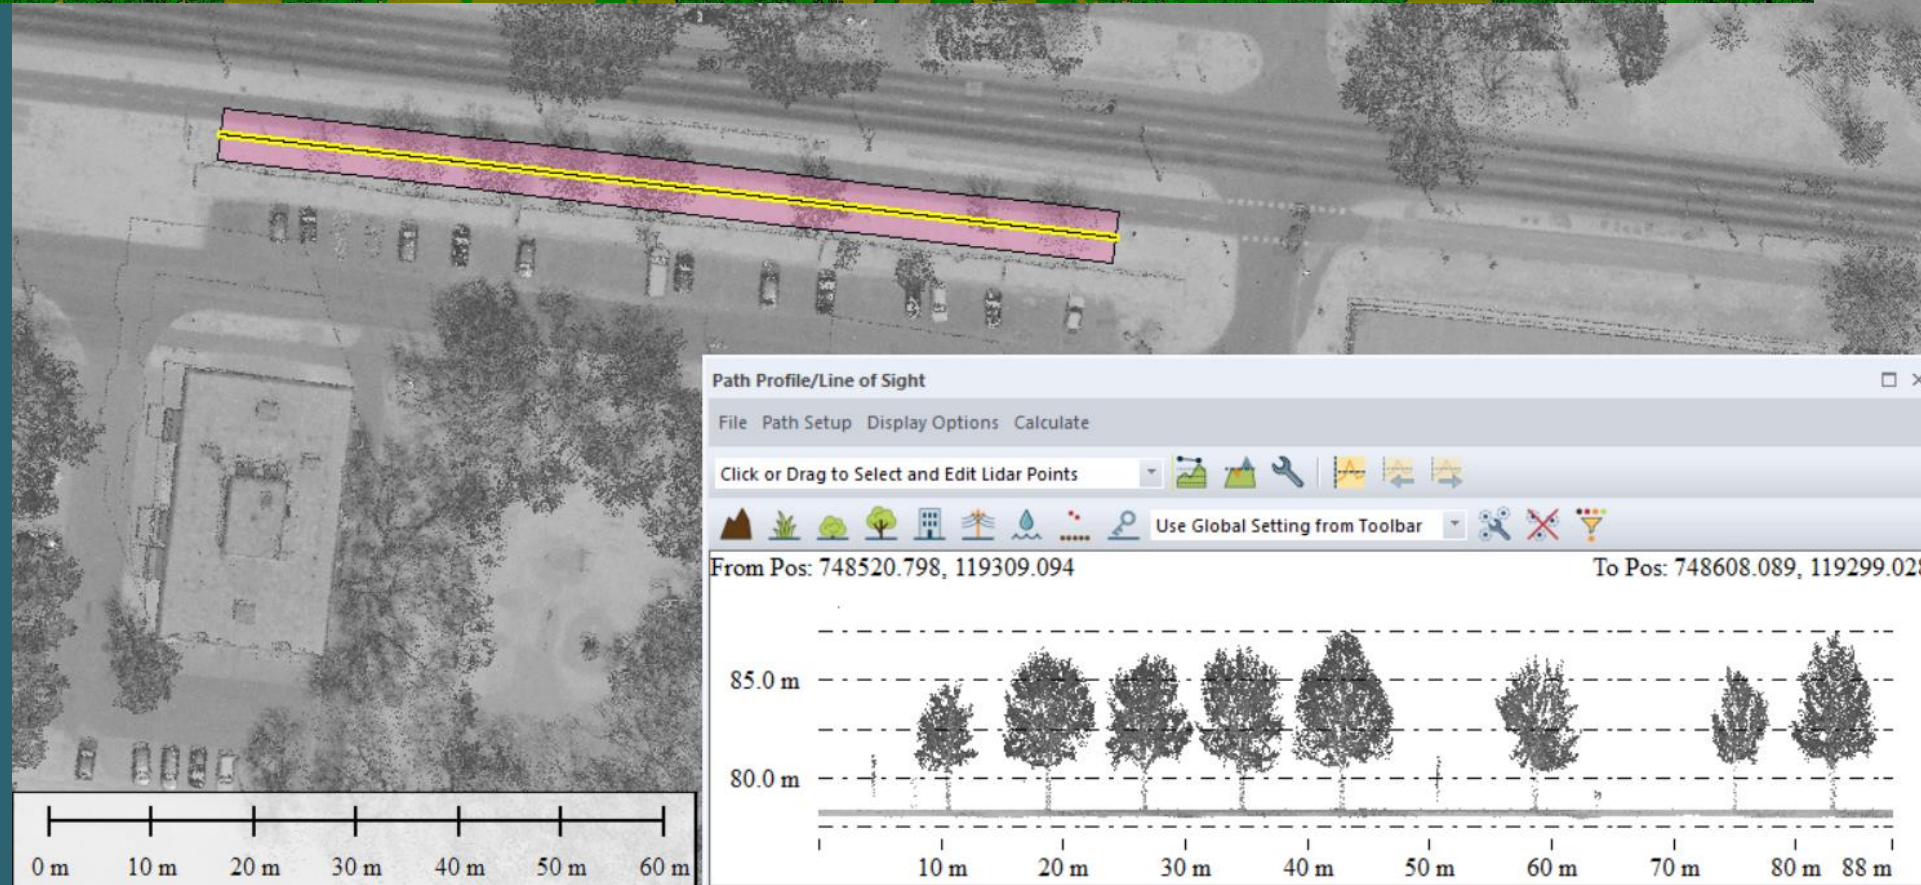 Path Profile/Line of Sight
File Path Setup Display Options Calculate
Click or Drag to Select and Edit Lidar Points
Use Global Setting from Toolbar
From Pos: 748520.798, 119309.094 To Pos: 748608.089, 119299.028
85.0 m
80.0 m
10 m 20 m 30 m 40 m 50 m 60 m 70 m 80 m 88 m
0 m 10 m 20 m 30 m 40 m 50 m 60 m